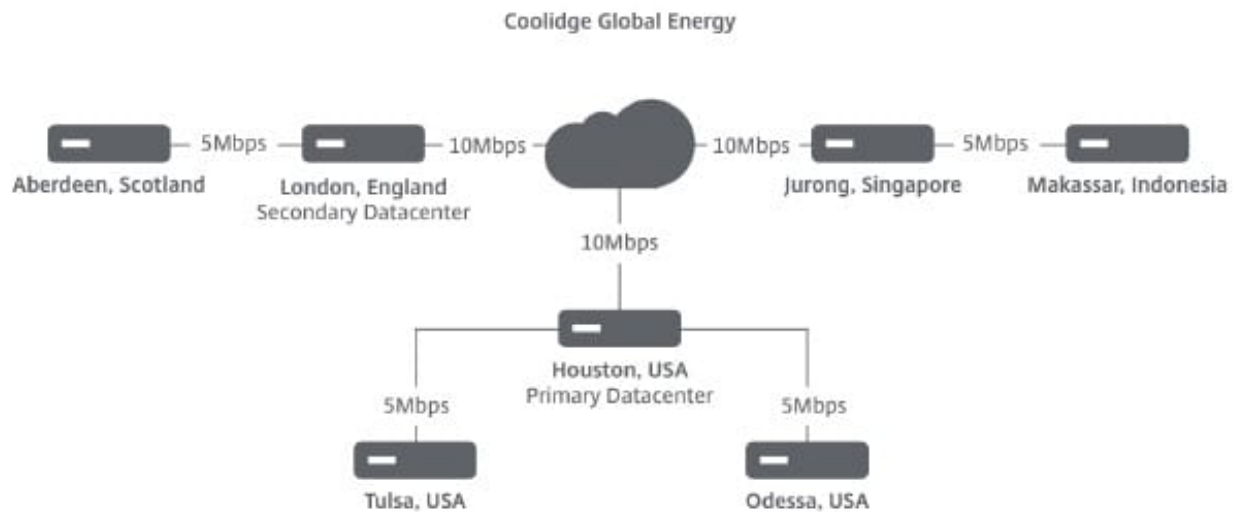 Coolidge Global Energy
5Mbps
10Mbps
10Mbps
5Mbps
Aberdeen, Scotland
London, England
Secondary Datacenter
Jurong, Singapore
Makassar, Indonesia
10Mbps
Houston, USA
Primary Datacenter
5Mbps
5Mbps
Tulsa, USA
Odessa, USA